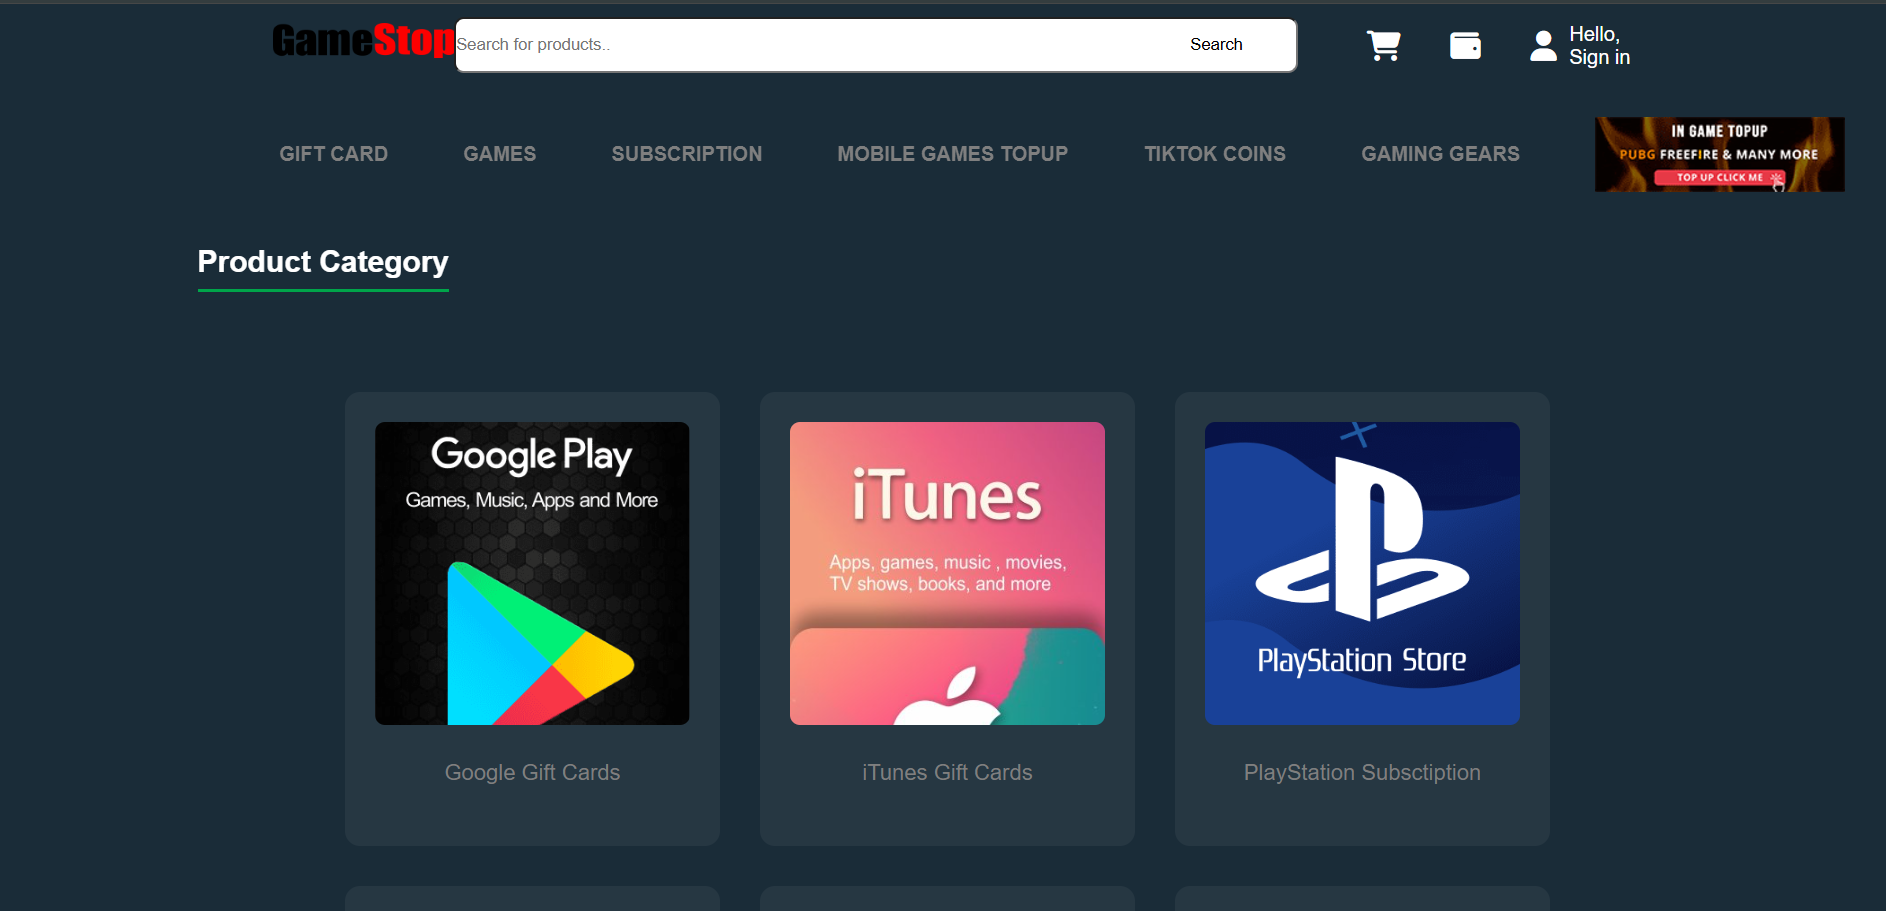 GameStop
Search for products..
Search
Hello,
Sign in
GIFT CARD
GAMES
SUBSCRIPTION
MOBILE GAMES TOPUP
TIKTOK COINS
GAMING GEARS
IN GAME TOPUP
PUBG FREEFIRE & MANY MORE
TOP UP CLICK ME
Product Category
Google Play
Games, Music, Apps and More
iTunes
Apps, games, music , movies,
TV shows, books, and more
PlayStation Store
Google Gift Cards
iTunes Gift Cards
PlayStation Subsctiption